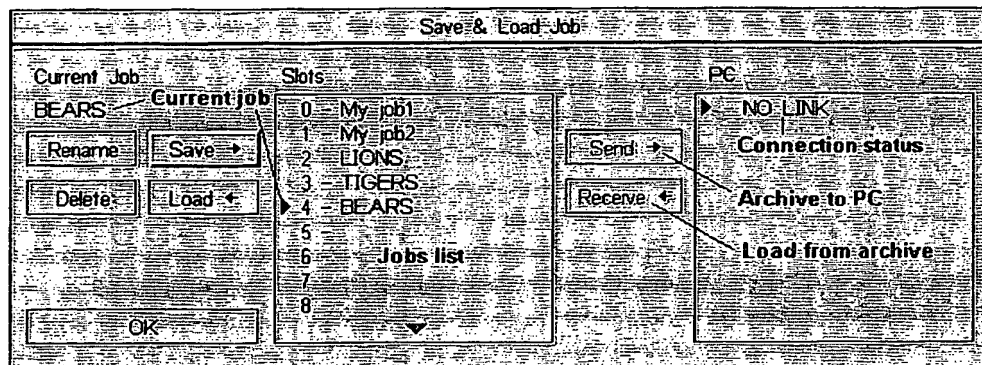 Save & Load Job
Current Job
BEARS
Current job
Rename
Save
Delete
Load
OK
Slots
0 - My job1
1 - My job2
2 - LIONS
3 - TIGERS
4 - BEARS
5 -
6 -
7 -
8 -
Jobs list
Send
Receive
PC
NO LINK
Connection status
Archive to PC
Load from archive